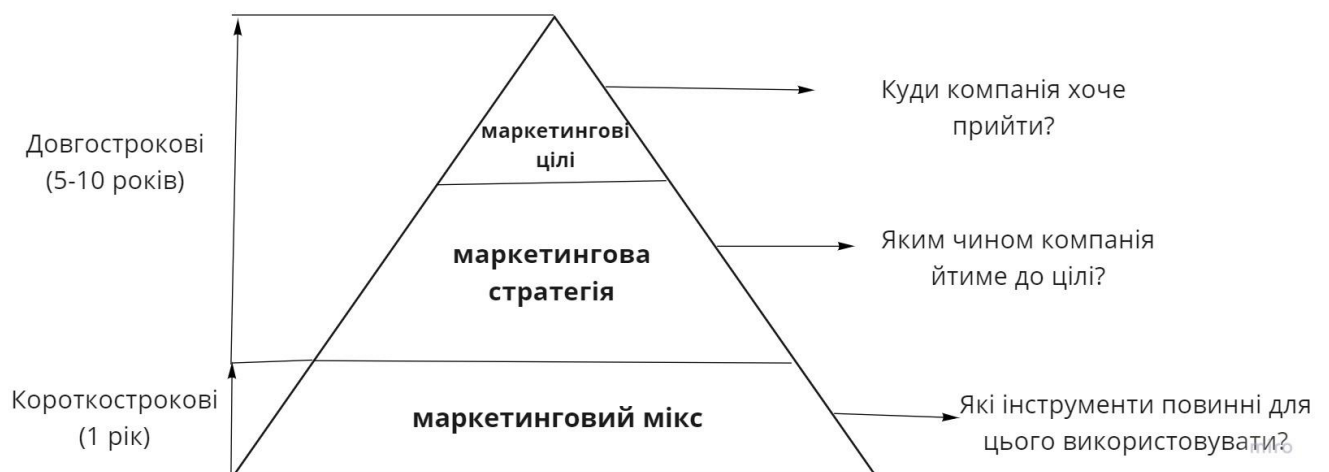 Довгострокові
(5-10 років)
маркетингові
цілі
Куди компанія хоче
прийти?
маркетингова
стратегія
Яким чином компанія
йтиме до цілі?
Короткострокові
(1 рік)
маркетинговий мікс
Які інструменти повинні для
цього використовувати?
miro